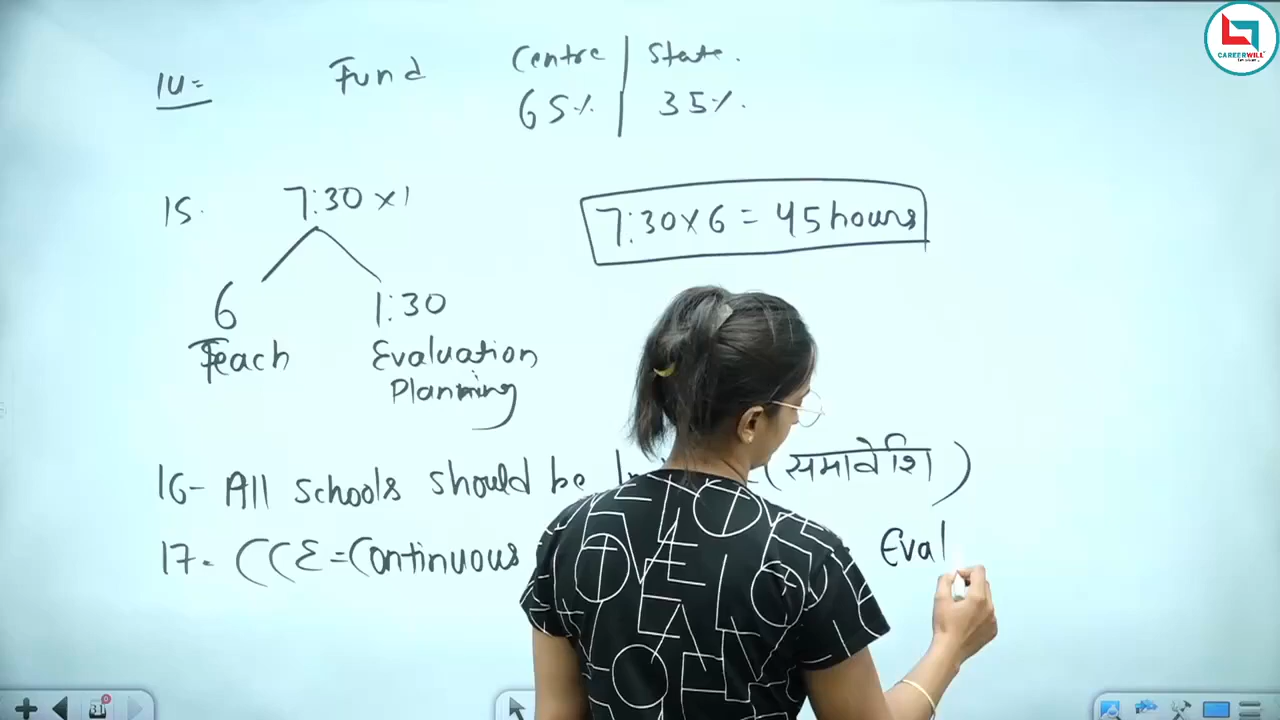 CAREERWILL
14= Fund Centre | State.
65% | 35%.
15. 7:30 x 1
7:30 x 6 = 45 hours
6 1:30
Teach Evaluation
Planning
16- All schools should be (समावेशि)
17- CCE = Continuous Eval
31